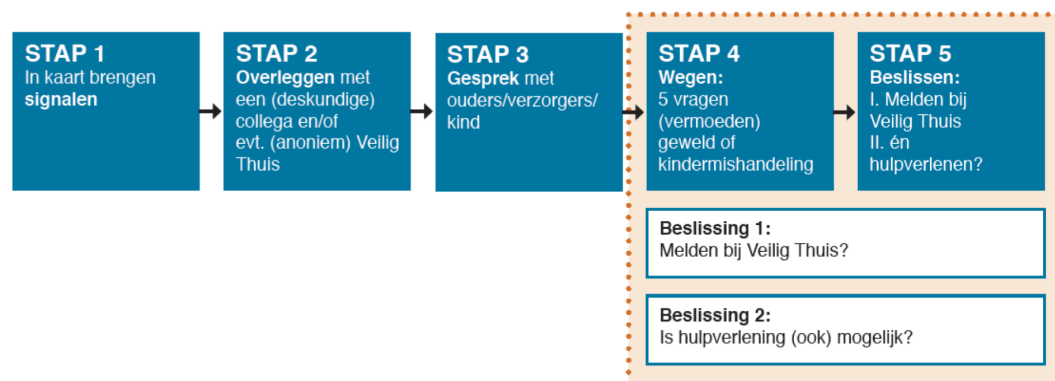 STAP 1
In kaart brengen
signalen
STAP 2
Overleggen met
een (deskundige)
collega en/of
evt. (anoniem) Veilig
Thuis
STAP 3
Gesprek met
ouders/verzorgers/
kind
STAP 4
Wegen:
5 vragen
(vermoeden)
geweld of
kindermishandeling
STAP 5
Beslissen:
I. Melden bij
Veilig Thuis
II. én
hulpverlenen?
Beslissing 1:
Melden bij Veilig Thuis?
Beslissing 2:
Is hulpverlening (ook) mogelijk?